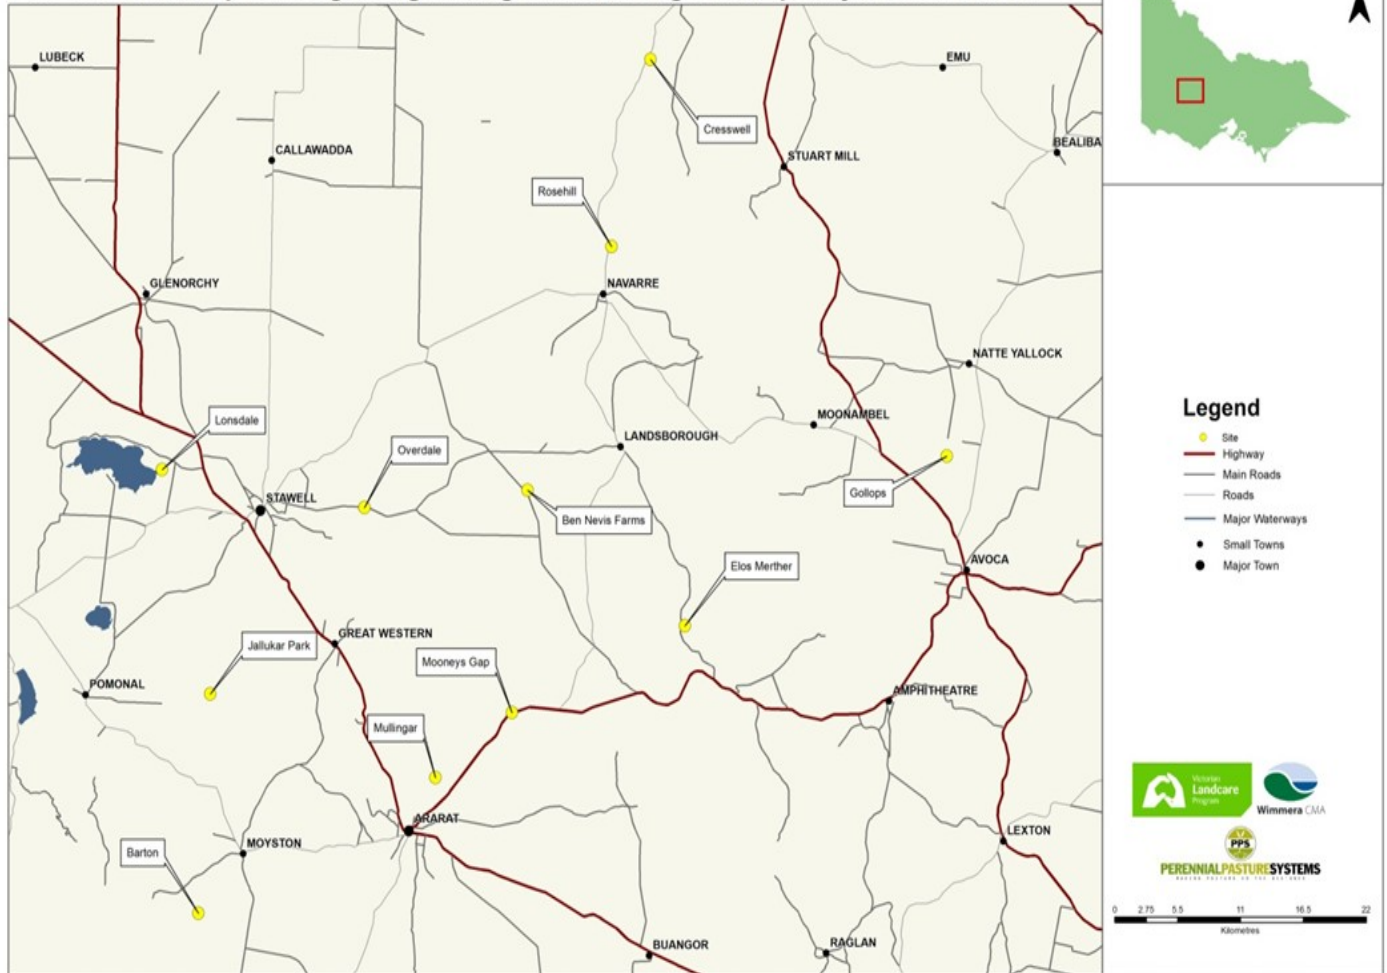 LUBECK
EMU
Cresswell
CALLAWADDA
STUART MILL
BEALIBA
Rosehill
GLENORCHY
NAVARRE
NATTE YALLOCK
Lonsdale
MOONAMBEL
Overdale
LANDSBOROUGH
STAWELL
Gollops
Ben Nevis Farms
Elos Merther
AVOCA
Jallukar Park
GREAT WESTERN
Mooneys Gap
POMONAL
AMPHITHEATRE
Mullingar
ARARAT
MOYSTON
LEXTON
Barton
BUANGOR
RAGLAN
Legend
Site
Highway
Main Roads
Roads
Major Waterways
Small Towns
Major Town
Victorian
Landcare
Program
Wimmera CMA
PPS
PERENNIALPASTURESYSTEMS
0 2.75 5.5 11 16.5 22
Kilometres